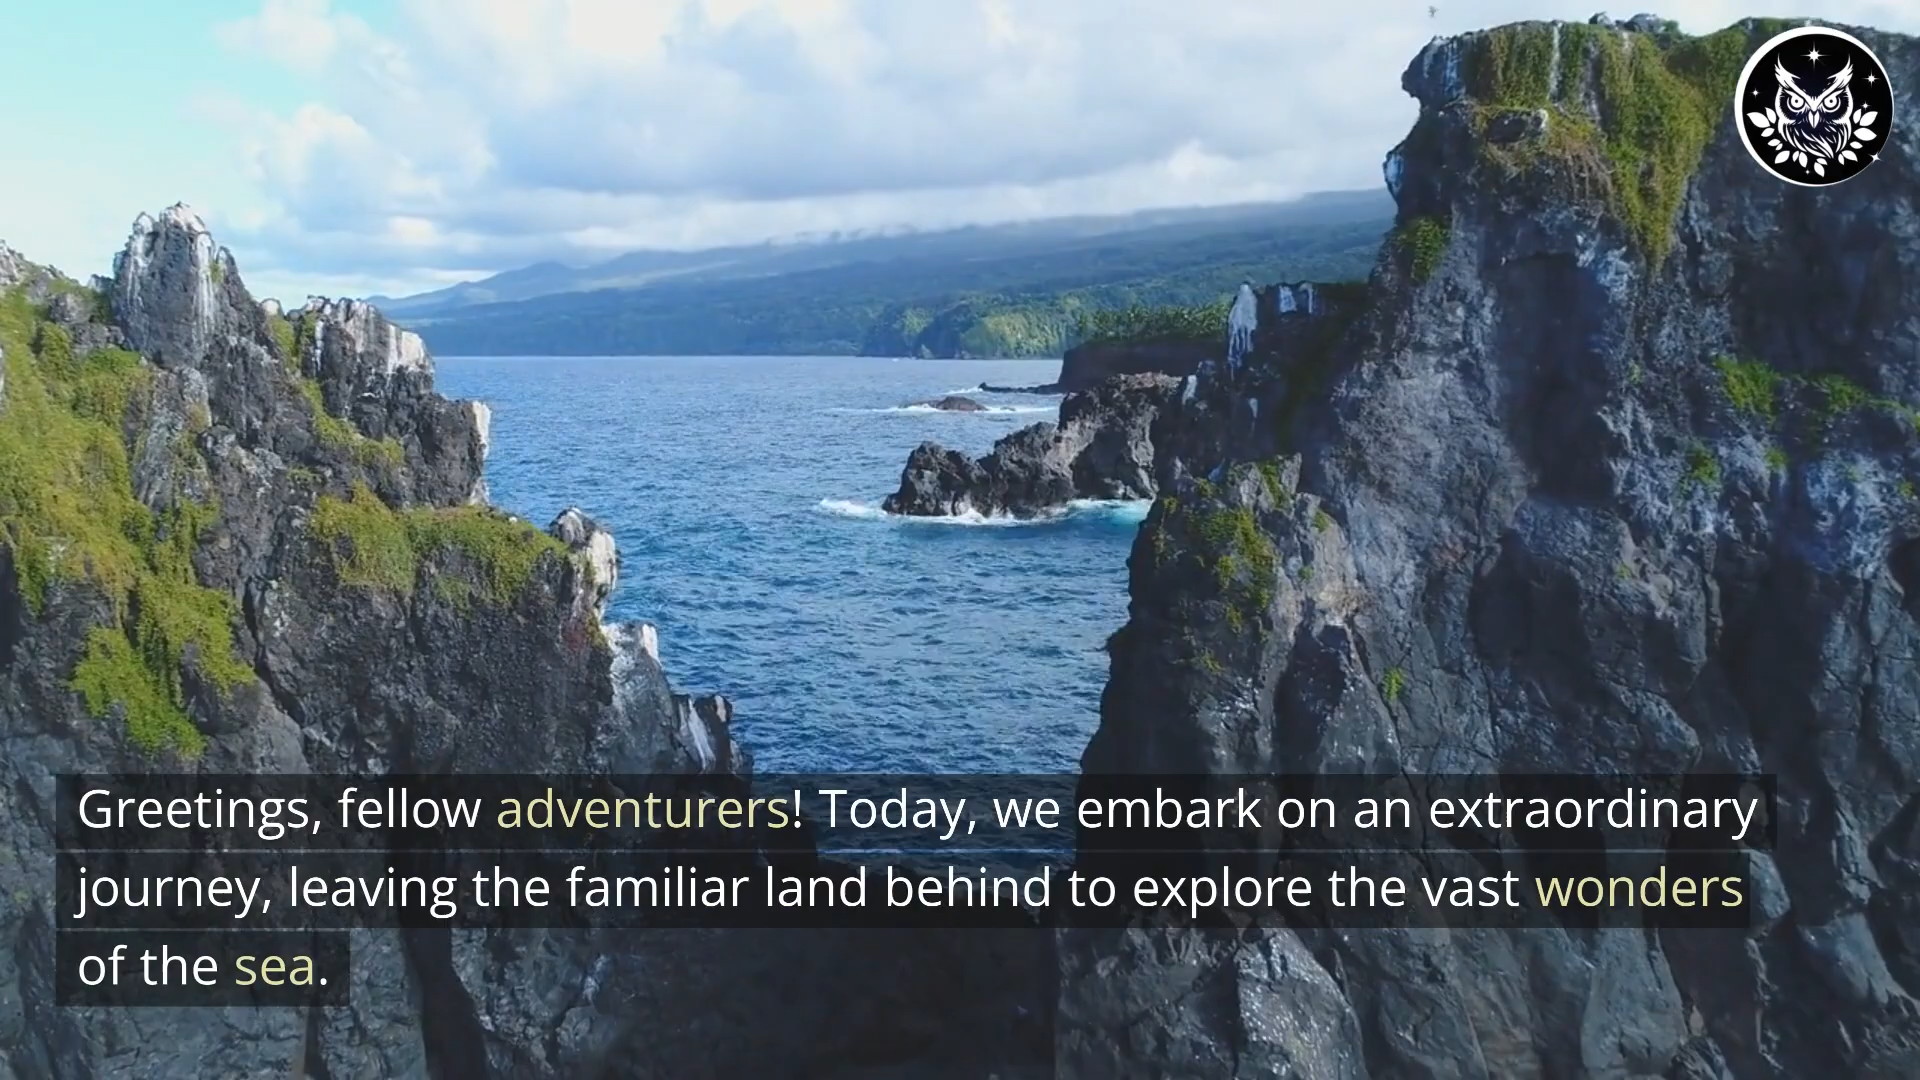 Greetings, fellow adventurers! Today, we embark on an extraordinary
journey, leaving the familiar land behind to explore the vast wonders
of the sea.